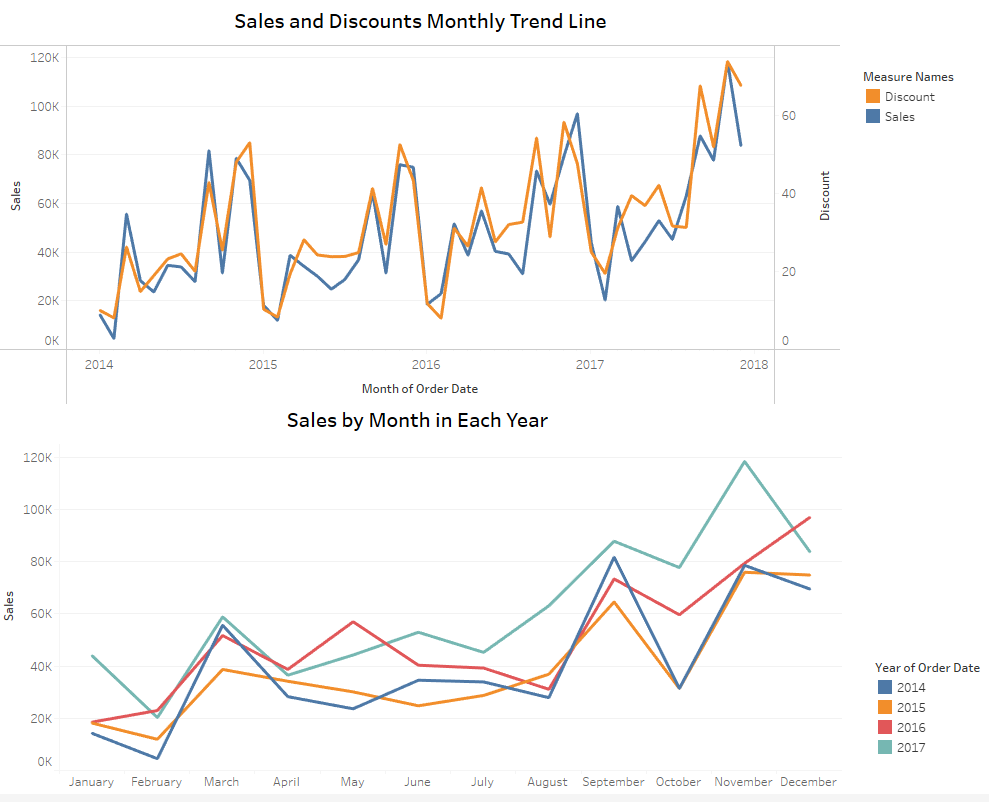 Sales and Discounts Monthly Trend Line
120K
100K
80K
60K
40K
20K
0K
Sales
60
40
20
0
Discount
2014 2015 2016 2017 2018
Month of Order Date
Measure Names
Discount
Sales
Sales by Month in Each Year
120K
100K
80K
60K
40K
20K
0K
Sales
January February March April May June July August September October November December
Year of Order Date
2014
2015
2016
2017